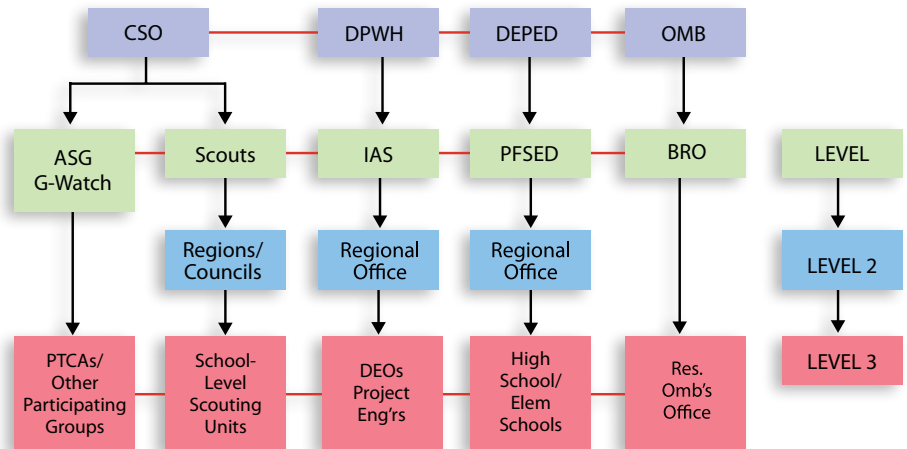 CSO
DPWH
DEPED
OMB
ASG
G-Watch
Scouts
IAS
PFSED
BRO
LEVEL
Regions/
Councils
Regional
Office
Regional
Office
LEVEL 2
PTCAs/
Other
Participating
Groups
School-
Level
Scouting
Units
DEOs
Project
Eng'rs
High
School/
Elem
Schools
Res.
Omb's
Office
LEVEL 3